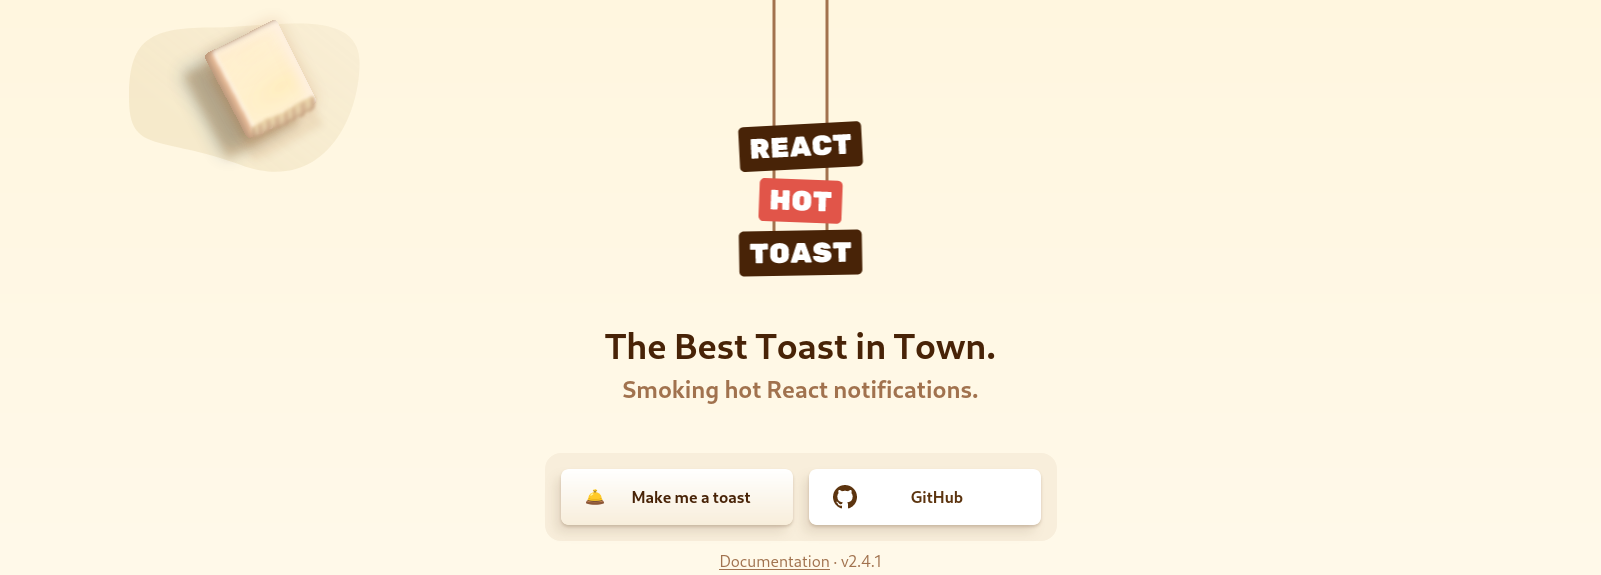 REACT
HOT
TOAST
The Best Toast in Town.
Smoking hot React notifications.
Make me a toast
GitHub
Documentation · v2.4.1